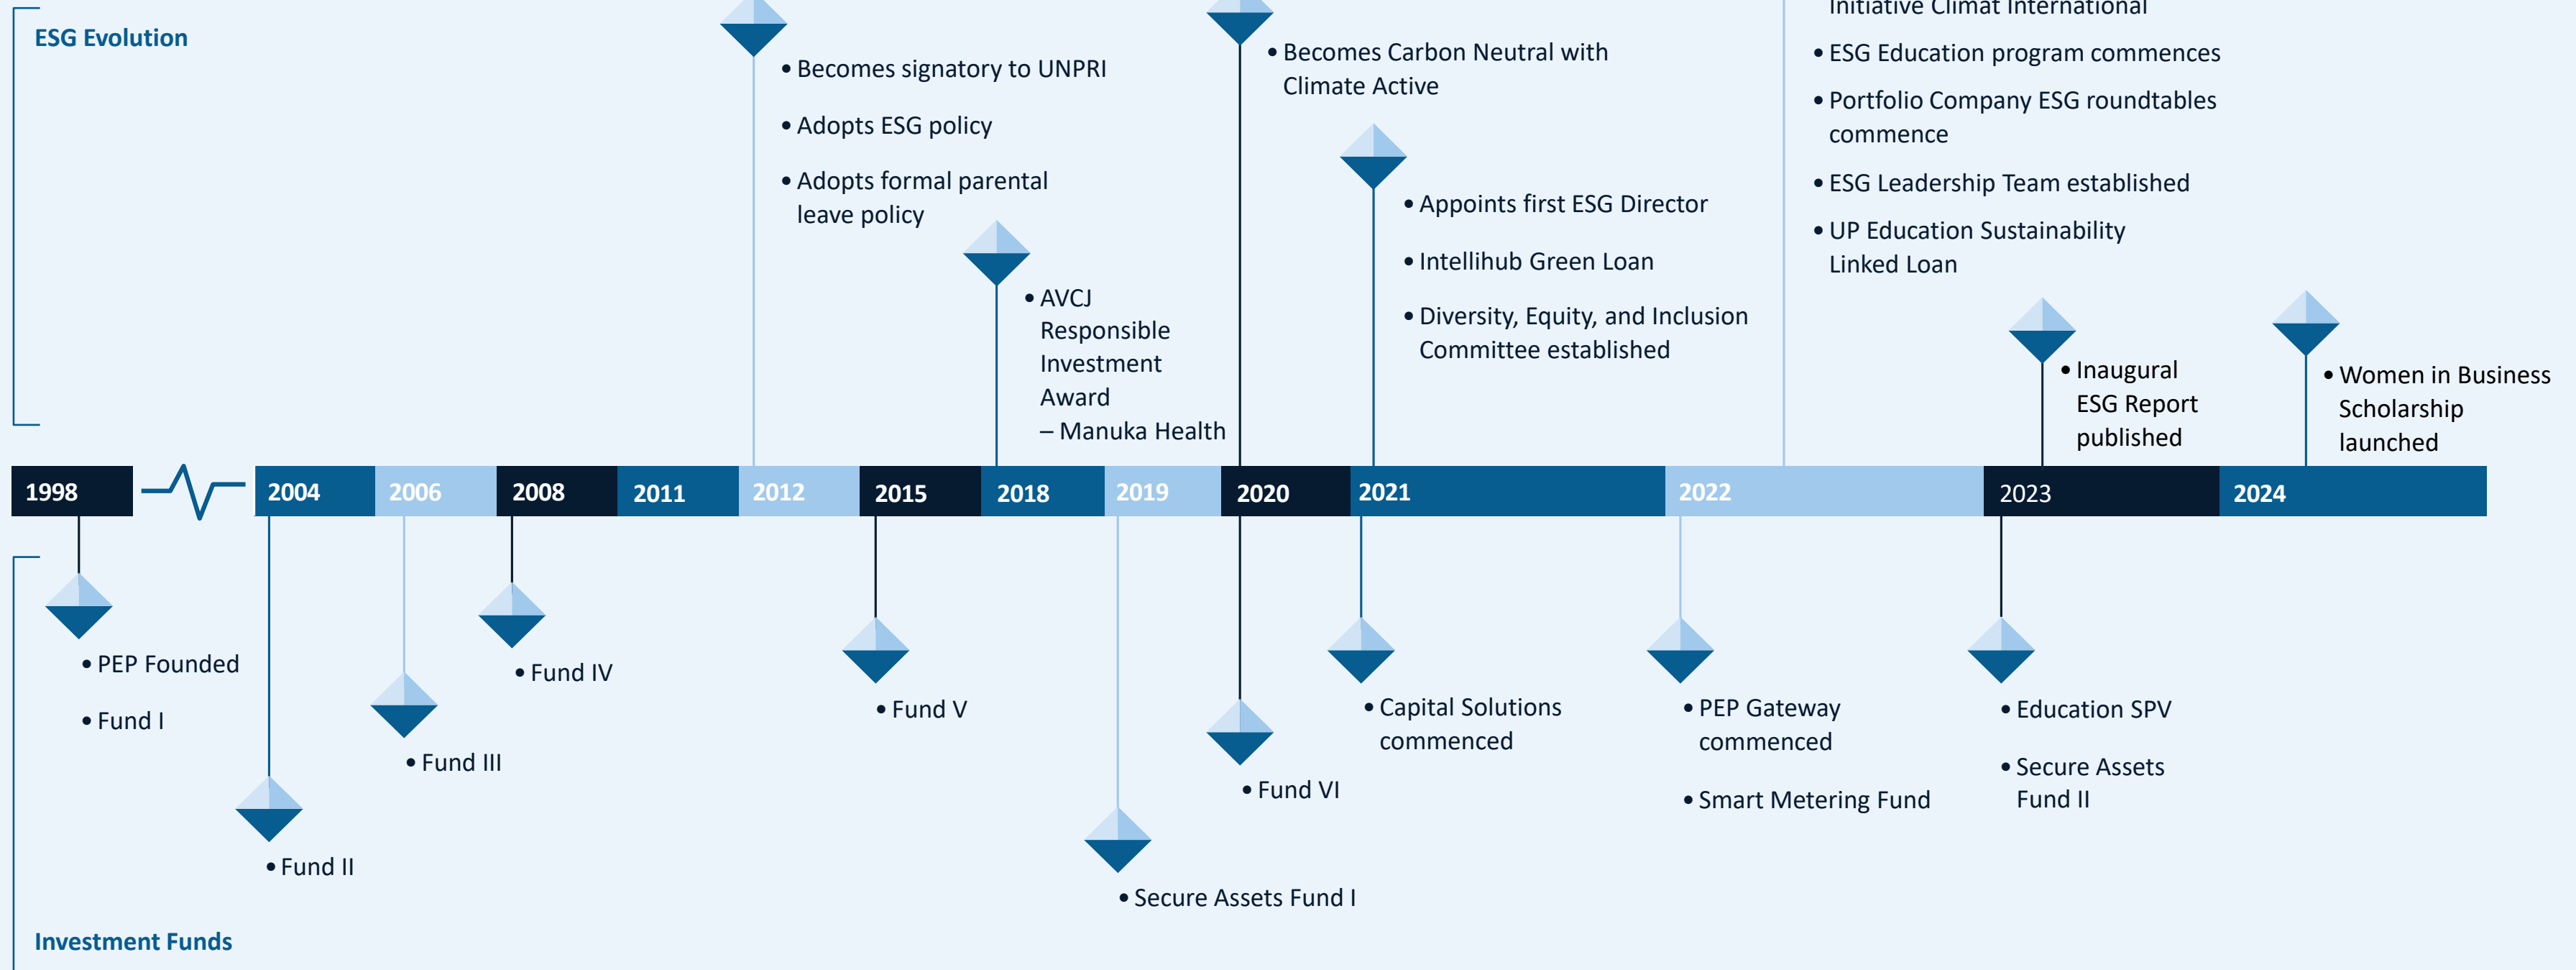 ESG Evolution
• Becomes signatory to UNPRI
• Adopts ESG policy
• Adopts formal parental
leave policy
• AVCJ
Responsible
Investment
Award
– Manuka Health
• Becomes Carbon Neutral with
Climate Active
• Appoints first ESG Director
• Intellihub Green Loan
• Diversity, Equity, and Inclusion
Committee established
Initiative Climat International
• ESG Education program commences
• Portfolio Company ESG roundtables
commence
• ESG Leadership Team established
• UP Education Sustainability
Linked Loan
• Inaugural
ESG Report
published
• Women in Business
Scholarship
launched
1998
2004
2006
2008
2011
2012
2015
2018
2019
2020
2021
2022
2023
2024
• PEP Founded
• Fund I
• Fund II
• Fund III
• Fund IV
• Fund V
• Secure Assets Fund I
• Fund VI
• Capital Solutions
commenced
• PEP Gateway
commenced
• Smart Metering Fund
• Education SPV
• Secure Assets
Fund II
Investment Funds